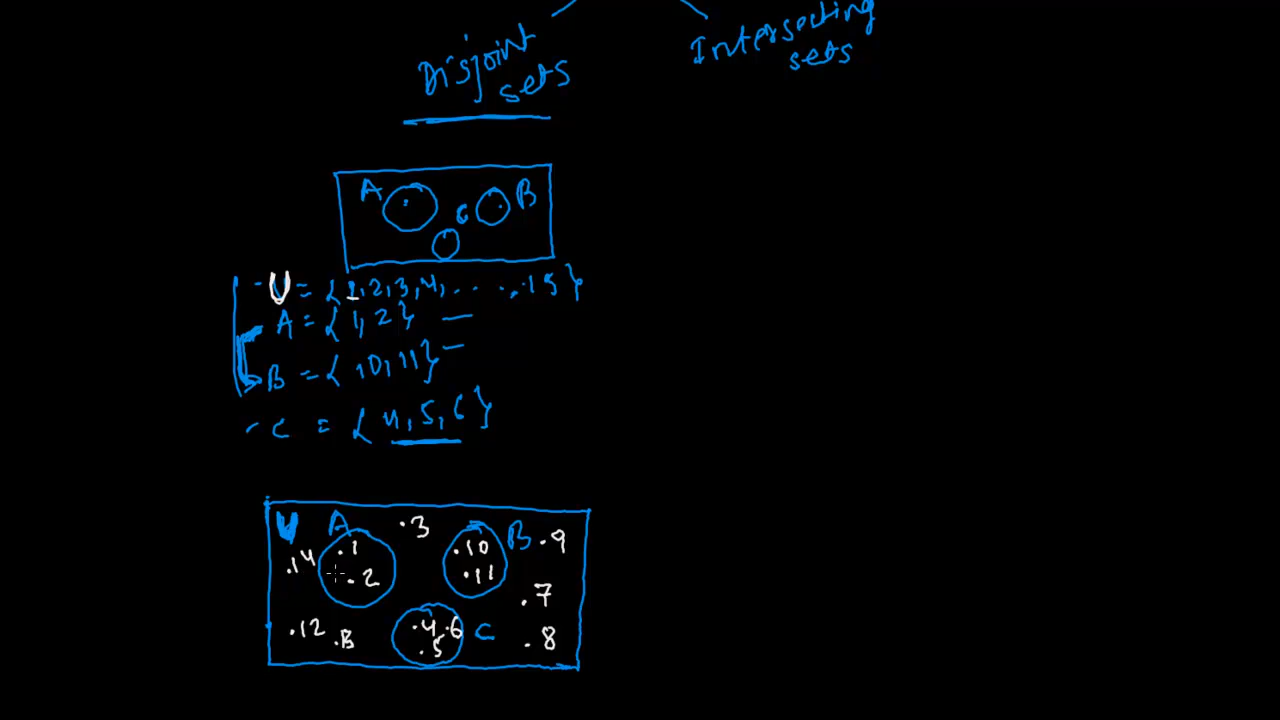 Disjoint sets
Intersecting sets
A
B
C
U = {1, 2, 3, 4, . . . . , . 15}
A = {1, 2} —
B = {10, 11} —
- C = {4, 5, 6}
U A .3 B .9
.14 .1 .10
.2 .11
.7
.12 .13 .4 .6 C .8
.5